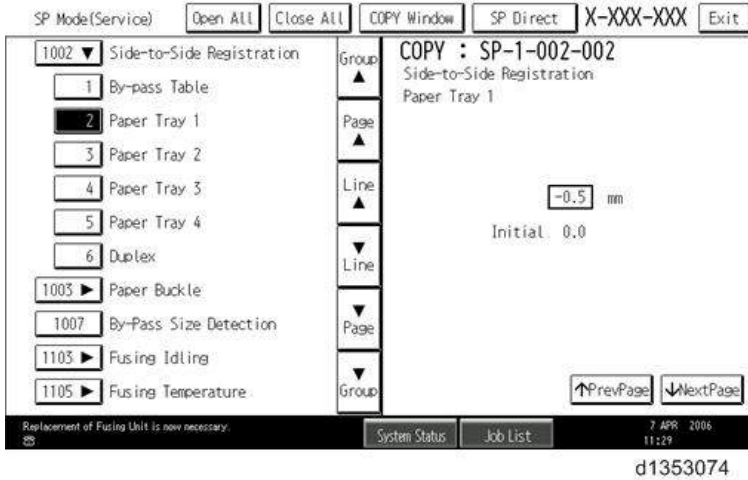 SP Mode(Service) Open All Close All COPY Window SP Direct X-XXX-XXX Exit
1002 ▼ Side-to-Side Registration
1 By-pass Table
2 Paper Tray 1
3 Paper Tray 2
4 Paper Tray 3
5 Paper Tray 4
6 Duplex
1003 ► Paper Buckle
1007 By-Pass Size Detection
1103 ► Fusing Idling
1105 ► Fusing Temperature
Group ▲
Page ▲
Line ▲
▼ Line
▼ Page
▼ Group
COPY : SP-1-002-002
Side-to-Side Registration
Paper Tray 1
-0.5 mm
Initial 0.0
↑PrevPage ↓NextPage
Replacement of Fusing Unit is now necessary.
System Status Job List
7 APR 2006
11:29
d1353074